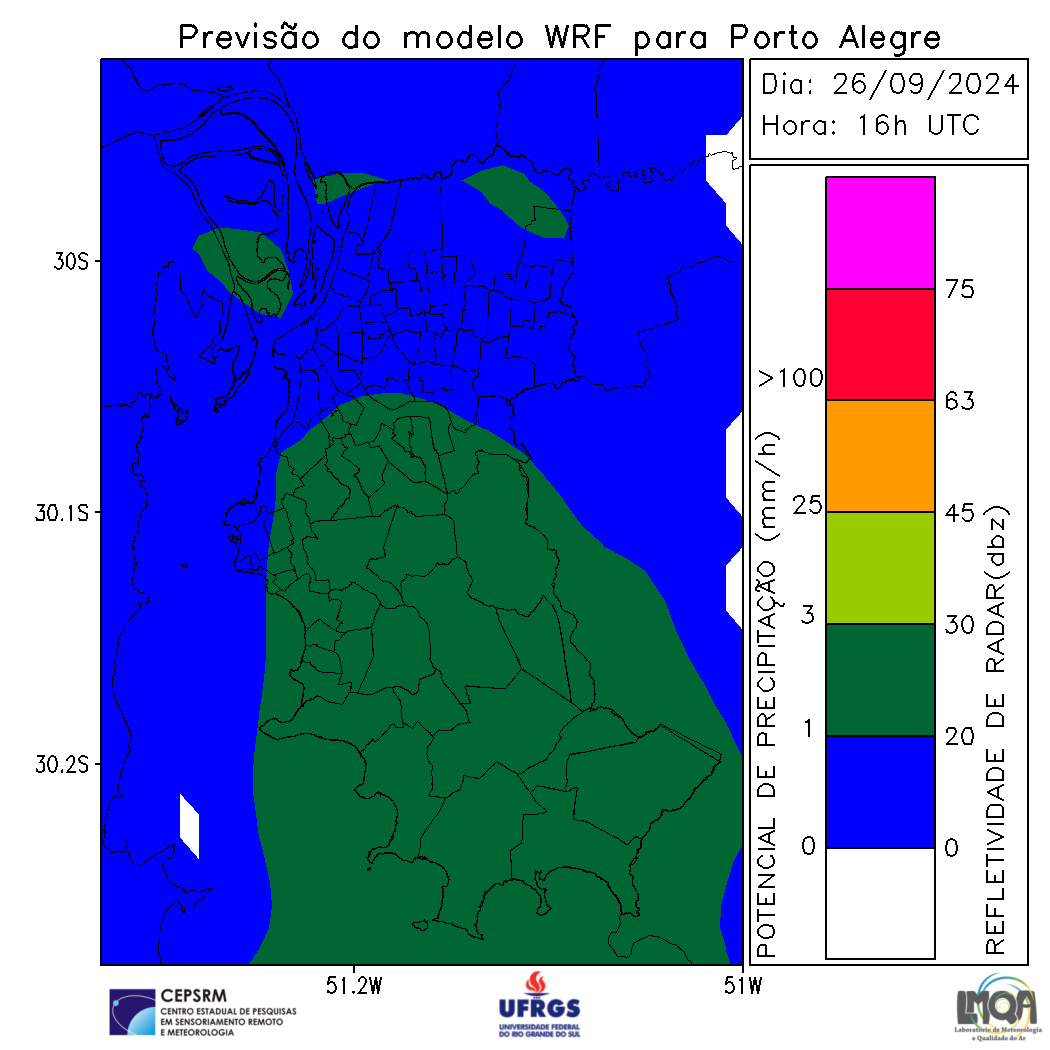 Previsão do modelo WRF para Porto Alegre
Dia: 26/09/2024
Hora: 16h UTC
30S
30.1S
30.2S
51.2W
51W
POTENCIAL DE PRECIPITAÇÃO (mm/h)
>100
25
3
1
0
75
63
45
30
20
0
REFLETIVIDADE DE RADAR(dbz)
CEPSRM
CENTRO ESTADUAL DE PESQUISAS
EM SENSORIAMENTO REMOTO
E METEOROLOGIA
UFRGS
UNIVERSIDADE FEDERAL
DO RIO GRANDE DO SUL
LMQA
Laboratório de Meteorologia
e Qualidade do Ar